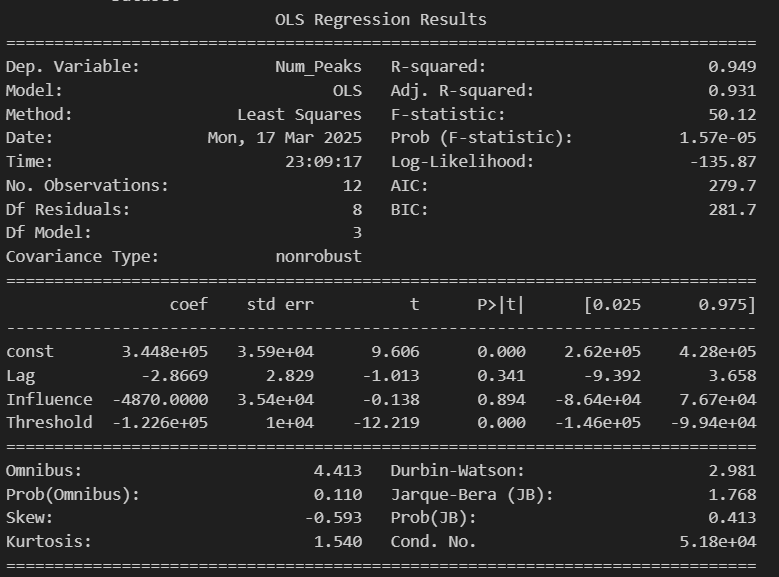 OLS Regression Results
==============================================================================
Dep. Variable:              Num_Peaks   R-squared:                       0.949
Model:                            OLS   Adj. R-squared:                  0.931
Method:                 Least Squares   F-statistic:                     50.12
Date:                Mon, 17 Mar 2025   Prob (F-statistic):           1.57e-05
Time:                        23:09:17   Log-Likelihood:                -135.87
No. Observations:                  12   AIC:                             279.7
Df Residuals:                       8   BIC:                             281.7
Df Model:                           3
Covariance Type:            nonrobust
==============================================================================
                 coef    std err          t      P>|t|      [0.025      0.975]
------------------------------------------------------------------------------
const       3.448e+05   3.59e+04      9.606      0.000    2.62e+05    4.28e+05
Lag           -2.8669      2.829     -1.013      0.341      -9.392       3.658
Influence  -4870.0000   3.54e+04     -0.138      0.894   -8.64e+04    7.67e+04
Threshold  -1.226e+05      1e+04    -12.219      0.000   -1.46e+05   -9.94e+04
==============================================================================
Omnibus:                        4.413   Durbin-Watson:                   2.981
Prob(Omnibus):                  0.110   Jarque-Bera (JB):                1.768
Skew:                          -0.593   Prob(JB):                        0.413
Kurtosis:                       1.540   Cond. No.                     5.18e+04
==============================================================================